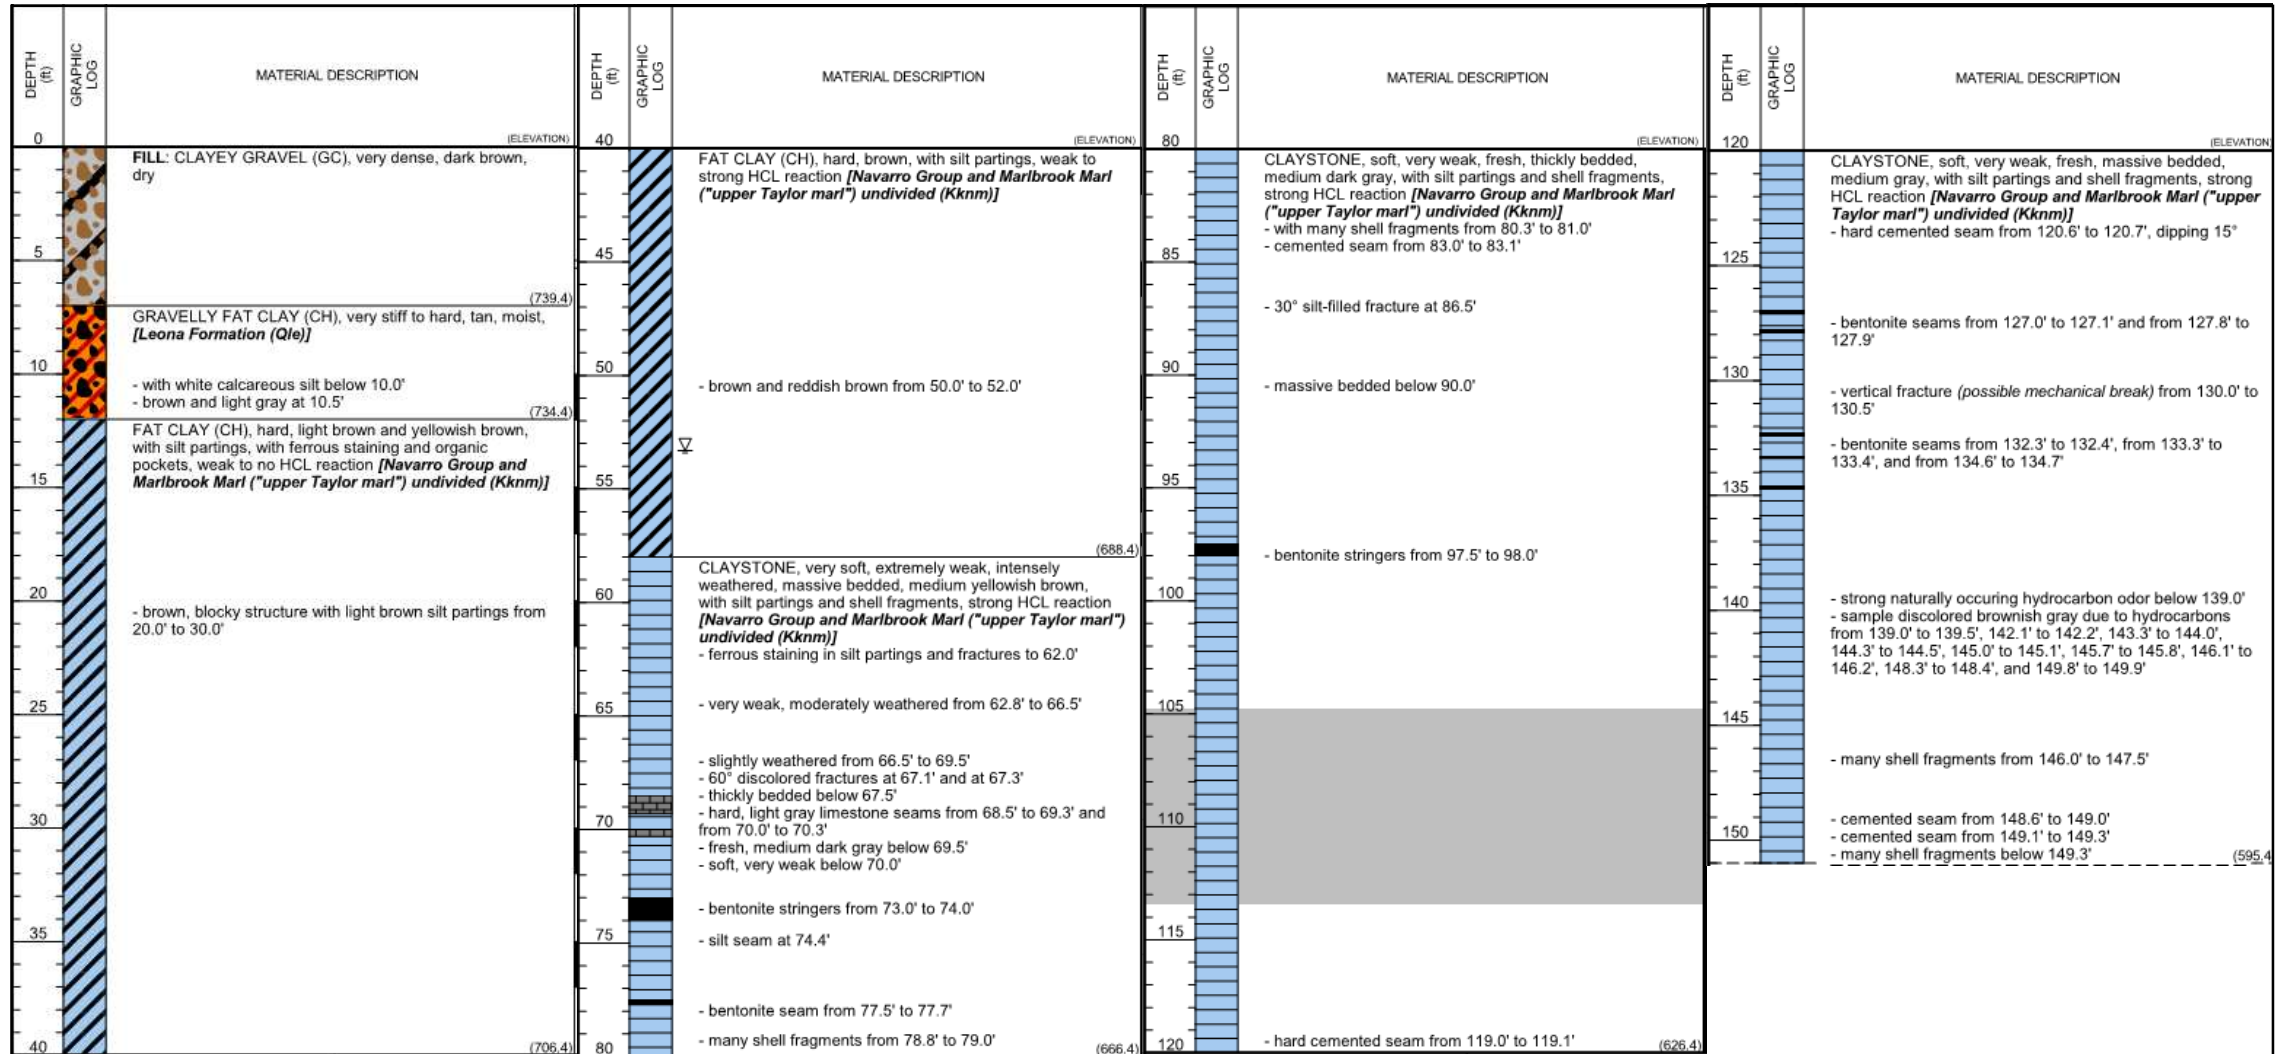 DEPTH
(ft)
GRAPHIC
LOG
MATERIAL DESCRIPTION
0
(ELEVATION)
FILL: CLAYEY GRAVEL (GC), very dense, dark brown,
dry
5
(739.4)
GRAVELLY FAT CLAY (CH), very stiff to hard, tan, moist,
[Leona Formation (Qle)]
10
- with white calcareous silt below 10.0'
- brown and light gray at 10.5'
(734.4)
FAT CLAY (CH), hard, light brown and yellowish brown,
with silt partings, with ferrous staining and organic
pockets, weak to no HCL reaction [Navarro Group and
Marlbrook Marl ("upper Taylor marl") undivided (Kknm)]
15
20
- brown, blocky structure with light brown silt partings from
20.0' to 30.0'
25
30
35
40
(706.4)
DEPTH
(ft)
GRAPHIC
LOG
MATERIAL DESCRIPTION
40
(ELEVATION)
FAT CLAY (CH), hard, brown, with silt partings, weak to
strong HCL reaction [Navarro Group and Marlbrook Marl
("upper Taylor marl") undivided (Kknm)]
45
50
- brown and reddish brown from 50.0' to 52.0'
55
(688.4)
CLAYSTONE, very soft, extremely weak, intensely
weathered, massive bedded, medium yellowish brown,
with silt partings and shell fragments, strong HCL reaction
[Navarro Group and Marlbrook Marl ("upper Taylor marl")
undivided (Kknm)]
60
- ferrous staining in silt partings and fractures to 62.0'
- very weak, moderately weathered from 62.8' to 66.5'
65
- slightly weathered from 66.5' to 69.5'
- 60° discolored fractures at 67.1' and at 67.3'
- thickly bedded below 67.5'
- hard, light gray limestone seams from 68.5' to 69.3' and
from 70.0' to 70.3'
70
- fresh, medium dark gray below 69.5'
- soft, very weak below 70.0'
- bentonite stringers from 73.0' to 74.0'
75
- silt seam at 74.4'
- bentonite seam from 77.5' to 77.7'
- many shell fragments from 78.8' to 79.0'
80
(666.4)
DEPTH
(ft)
GRAPHIC
LOG
MATERIAL DESCRIPTION
80
(ELEVATION)
CLAYSTONE, soft, very weak, fresh, thickly bedded,
medium dark gray, with silt partings and shell fragments,
strong HCL reaction [Navarro Group and Marlbrook Marl
("upper Taylor marl") undivided (Kknm)]
- with many shell fragments from 80.3' to 81.0'
- cemented seam from 83.0' to 83.1'
85
- 30° silt-filled fracture at 86.5'
90
- massive bedded below 90.0'
95
- bentonite stringers from 97.5' to 98.0'
100
105
110
115
- hard cemented seam from 119.0' to 119.1'
120
(626.4)
DEPTH
(ft)
GRAPHIC
LOG
MATERIAL DESCRIPTION
120
(ELEVATION)
CLAYSTONE, soft, very weak, fresh, massive bedded,
medium gray, with silt partings and shell fragments, strong
HCL reaction [Navarro Group and Marlbrook Marl ("upper
Taylor marl") undivided (Kknm)]
- hard cemented seam from 120.6' to 120.7', dipping 15°
125
- bentonite seams from 127.0' to 127.1' and from 127.8' to
127.9'
130
- vertical fracture (possible mechanical break) from 130.0' to
130.5'
- bentonite seams from 132.3' to 132.4', from 133.3' to
133.4', and from 134.6' to 134.7'
135
- strong naturally occuring hydrocarbon odor below 139.0'
140
- sample discolored brownish gray due to hydrocarbons
from 139.0' to 139.5', 142.1' to 142.2', 143.3' to 144.0',
144.3' to 144.5', 145.0' to 145.1', 145.7' to 145.8', 146.1' to
146.2', 148.3' to 148.4', and 149.8' to 149.9'
145
- many shell fragments from 146.0' to 147.5'
- cemented seam from 148.6' to 149.0'
150
- cemented seam from 149.1' to 149.3'
- many shell fragments below 149.3'
(595.4